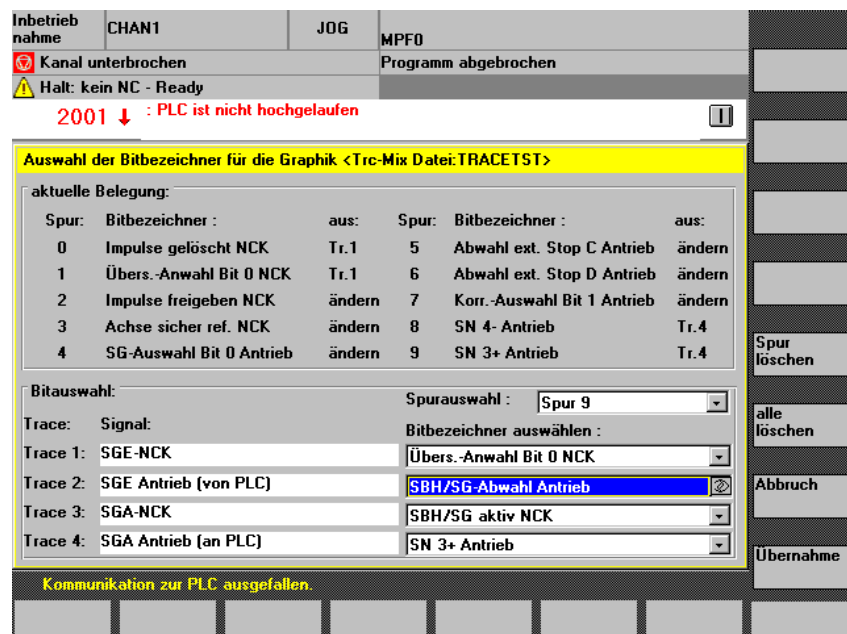 Inbetrieb
nahme
CHAN1
JOG
MPF0
Kanal unterbrochen
Programm abgebrochen
Halt: kein NC - Ready
2001 ↓ : PLC ist nicht hochgelaufen
Auswahl der Bitbezeichner für die Graphik <Trc-Mix Datei:TRACETST>
aktuelle Belegung:
Spur: Bitbezeichner : aus: Spur: Bitbezeichner : aus:
0 Impulse gelöscht NCK Tr.1 5 Abwahl ext. Stop C Antrieb ändern
1 Übers.-Anwahl Bit 0 NCK Tr.1 6 Abwahl ext. Stop D Antrieb ändern
2 Impulse freigeben NCK ändern 7 Korr.-Auswahl Bit 1 Antrieb ändern
3 Achse sicher ref. NCK ändern 8 SN 4- Antrieb Tr.4
4 SG-Auswahl Bit 0 Antrieb ändern 9 SN 3+ Antrieb Tr.4
Bitauswahl:
Spurauswahl : Spur 9
Trace: Signal: Bitbezeichner auswählen :
Trace 1: SGE-NCK Übers.-Anwahl Bit 0 NCK
Trace 2: SGE Antrieb (von PLC) SBH/SG-Abwahl Antrieb
Trace 3: SGA-NCK SBH/SG aktiv NCK
Trace 4: SGA Antrieb (an PLC) SN 3+ Antrieb
Kommunikation zur PLC ausgefallen.
Spur
löschen
alle
löschen
Abbruch
Übernahme